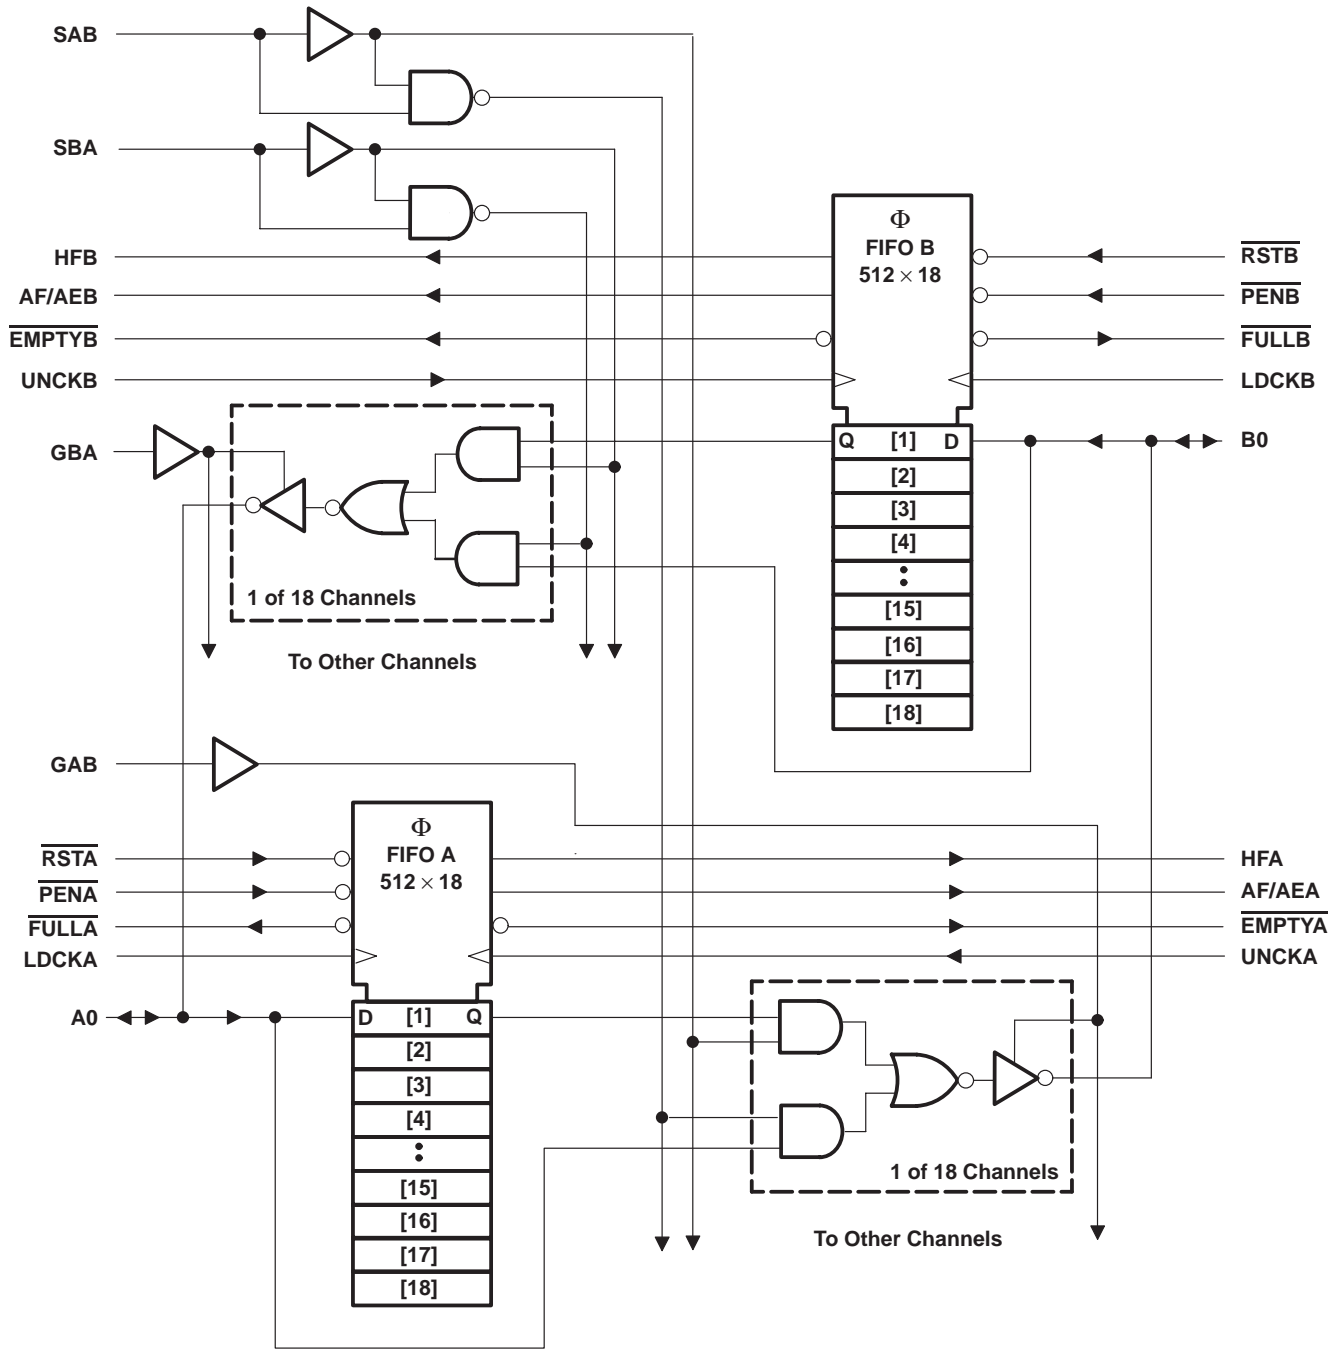 SAB
SBA
HFB
AF/AEB
EMPTYB
UNCKB
GBA
Φ
FIFO B
512 × 18
RSTB
PENB
FULLB
LDCKB
B0
Q [1] D
[2]
[3]
[4]
[15]
[16]
[17]
[18]
1 of 18 Channels
To Other Channels
GAB
RSTA
PENA
FULLA
LDCKA
A0
Φ
FIFO A
512 × 18
D [1] Q
[2]
[3]
[4]
[15]
[16]
[17]
[18]
HFA
AF/AEA
EMPTYA
UNCKA
1 of 18 Channels
To Other Channels